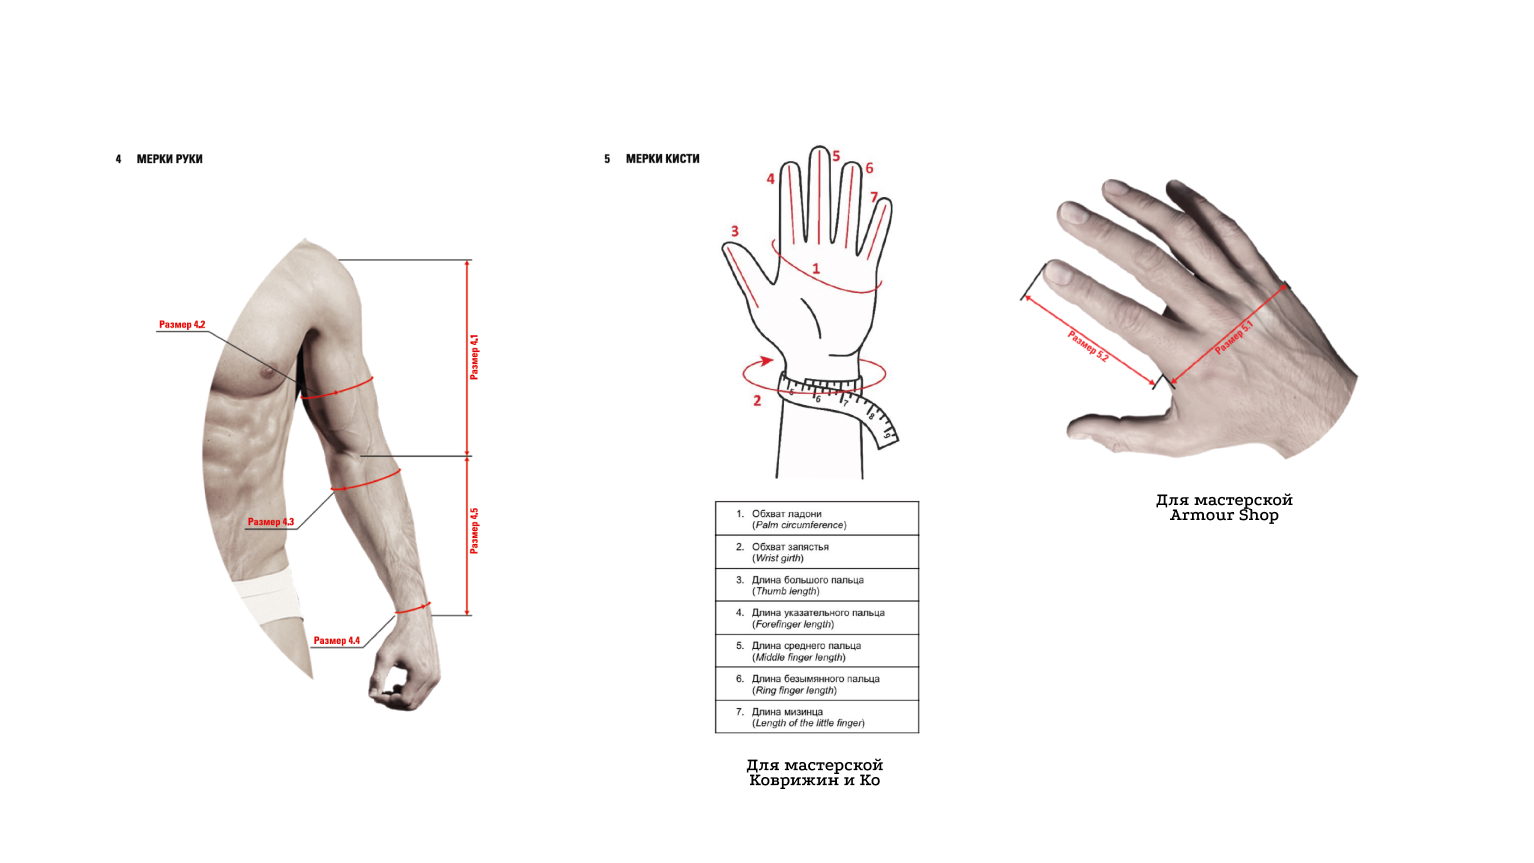 4 МЕРКИ РУКИ
Размер 4.2
Размер 4.1
Размер 4.3
Размер 4.5
Размер 4.4
5 МЕРКИ КИСТИ
5
4
6
7
3
1
2
5
6
7
8
9
1. Обхват ладони
(Palm circumference)
2. Обхват запястья
(Wrist girth)
3. Длина большого пальца
(Thumb length)
4. Длина указательного пальца
(Forefinger length)
5. Длина среднего пальца
(Middle finger length)
6. Длина безымянного пальца
(Ring finger length)
7. Длина мизинца
(Length of the little finger)
Для мастерской
Коврижин и Ко
Размер 5.2
Размер 5.1
Для мастерской
Armour Shop